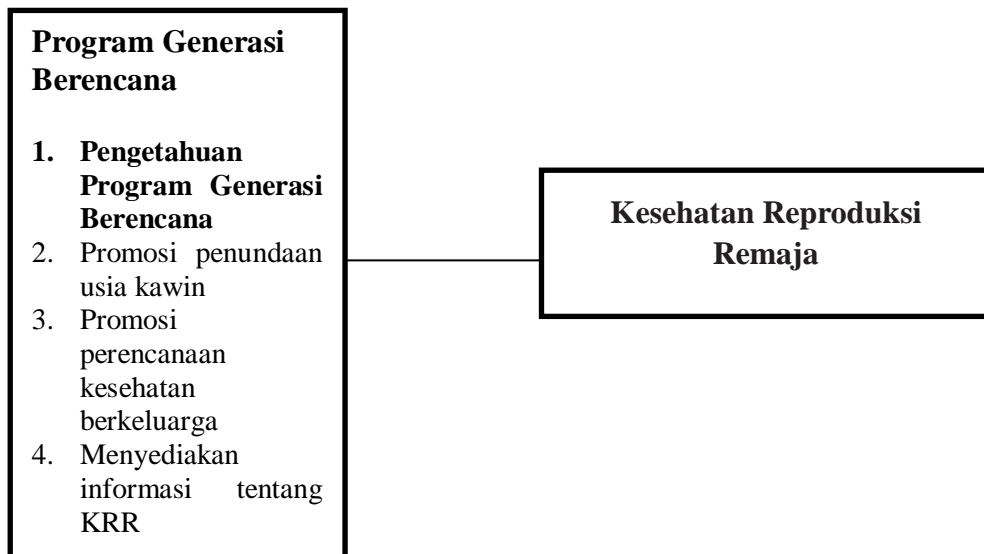 Program Generasi
Berencana
1. Pengetahuan
Program Generasi
Berencana
2. Promosi penundaan
usia kawin
3. Promosi
perencanaan
kesehatan
berkeluarga
4. Menyediakan
informasi tentang
KRR
Kesehatan Reproduksi
Remaja